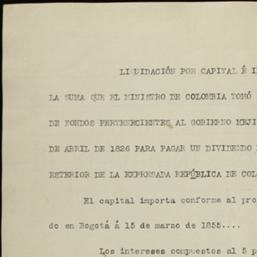 LIQUIDACIÓN POR CAPITAL É I
LA SUMA QUE EL MINISTRO DE COLOMBIA TOMÓ
DE FONDOS PERTENECIENTES AL GOBIERNO MEJI
DE ABRIL DE 1826 PARA PAGAR UN DIVIDENDO
ESTERIOR DE LA EXPRESADA REPÚBLICA DE COL
El capital importa conforme al pro
do en Bogotá á 15 de marzo de 1855....
Los intereses compuestos al 5 p